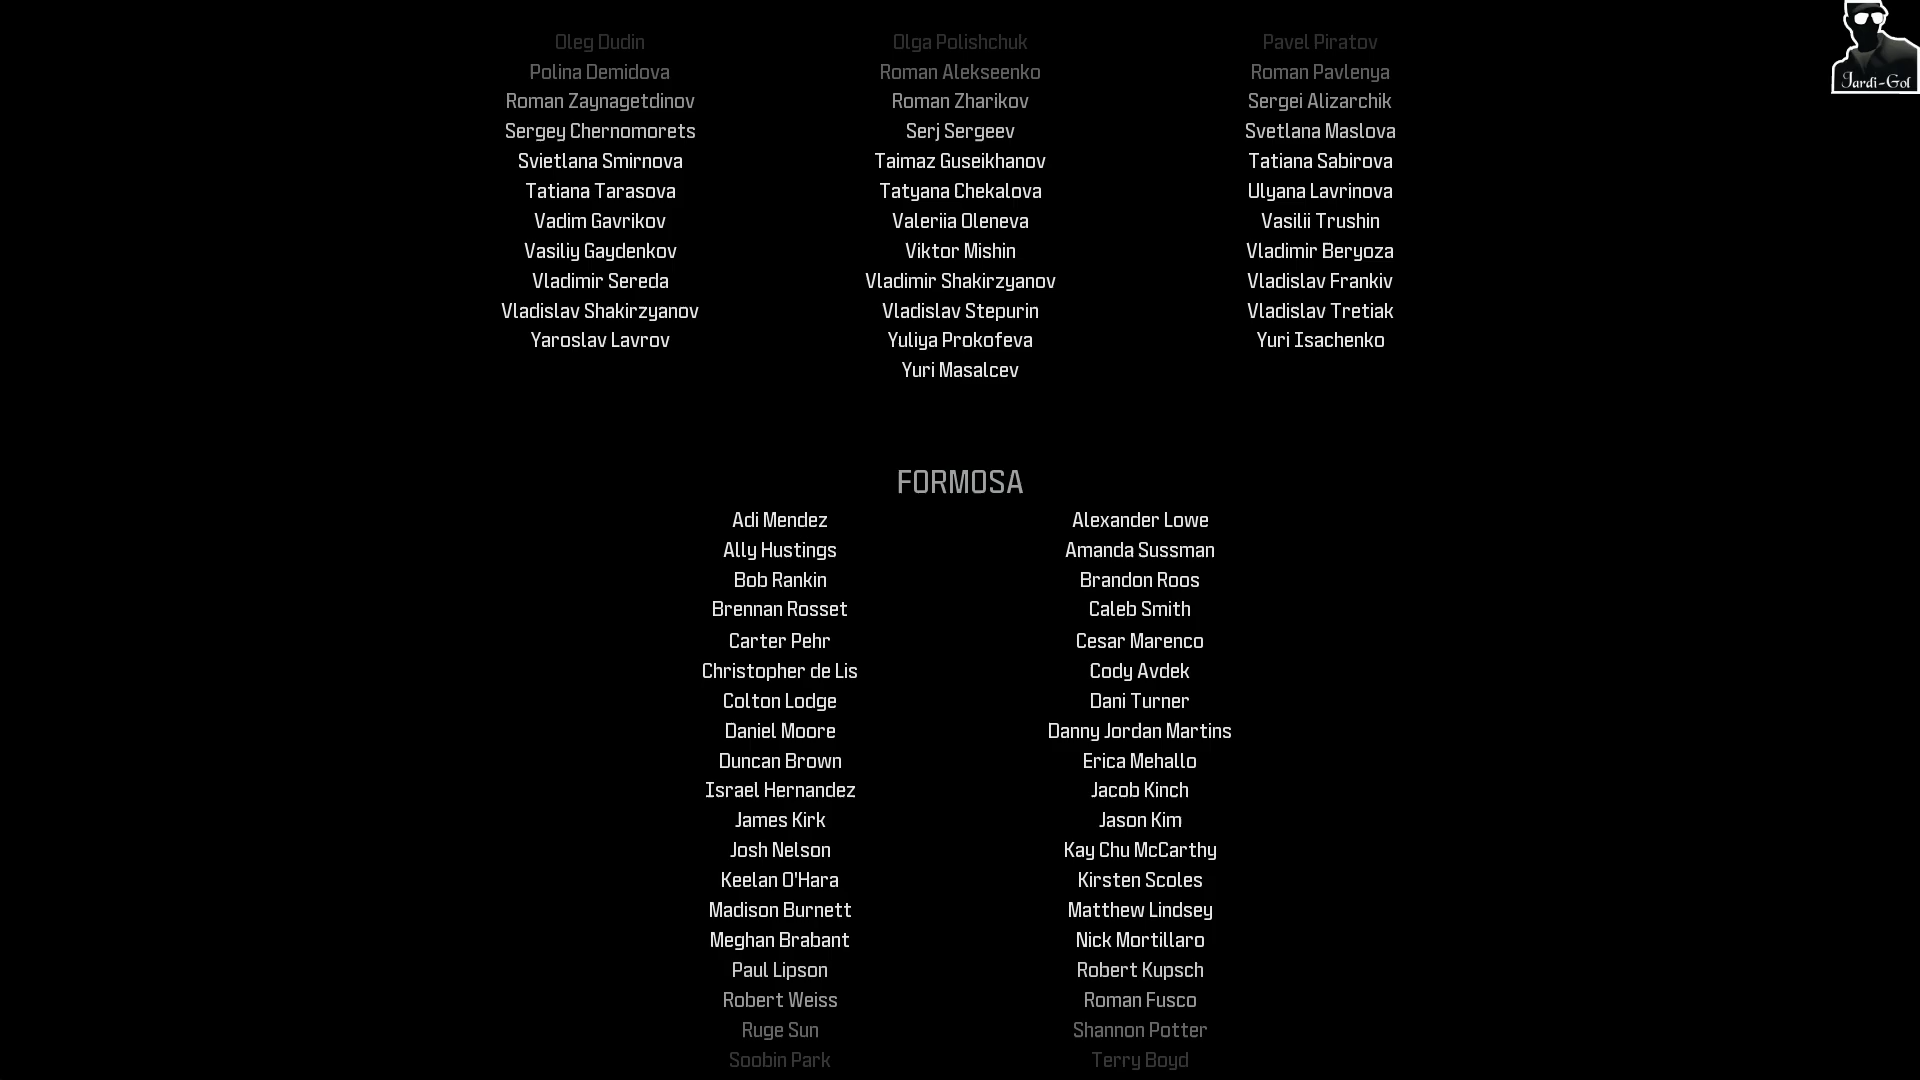 Oleg Dudin Olga Polishchuk Pavel Piratov
Polina Demidova Roman Alekseenko Roman Pavlenya
Roman Zaynagetdinov Roman Zharikov Sergei Alizarchik
Sergey Chernomorets Serj Sergeev Svetlana Maslova
Svietlana Smirnova Taimaz Guseikhanov Tatiana Sabirova
Tatiana Tarasova Tatyana Chekalova Ulyana Lavrinova
Vadim Gavrikov Valeriia Oleneva Vasilii Trushin
Vasiliy Gaydenkov Viktor Mishin Vladimir Beryoza
Vladimir Sereda Vladimir Shakirzyanov Vladislav Frankiv
Vladislav Shakirzyanov Vladislav Stepurin Vladislav Tretiak
Yaroslav Lavrov Yuliya Prokofeva Yuri Isachenko
Yuri Masalcev
FORMOSA
Adi Mendez Alexander Lowe
Ally Hustings Amanda Sussman
Bob Rankin Brandon Roos
Brennan Rosset Caleb Smith
Carter Pehr Cesar Marenco
Christopher de Lis Cody Avdek
Colton Lodge Dani Turner
Daniel Moore Danny Jordan Martins
Duncan Brown Erica Mehallo
Israel Hernandez Jacob Kinch
James Kirk Jason Kim
Josh Nelson Kay Chu McCarthy
Keelan O'Hara Kirsten Scoles
Madison Burnett Matthew Lindsey
Meghan Brabant Nick Mortillaro
Paul Lipson Robert Kupsch
Robert Weiss Roman Fusco
Ruge Sun Shannon Potter
Soobin Park Terry Boyd
Jardi-Gol